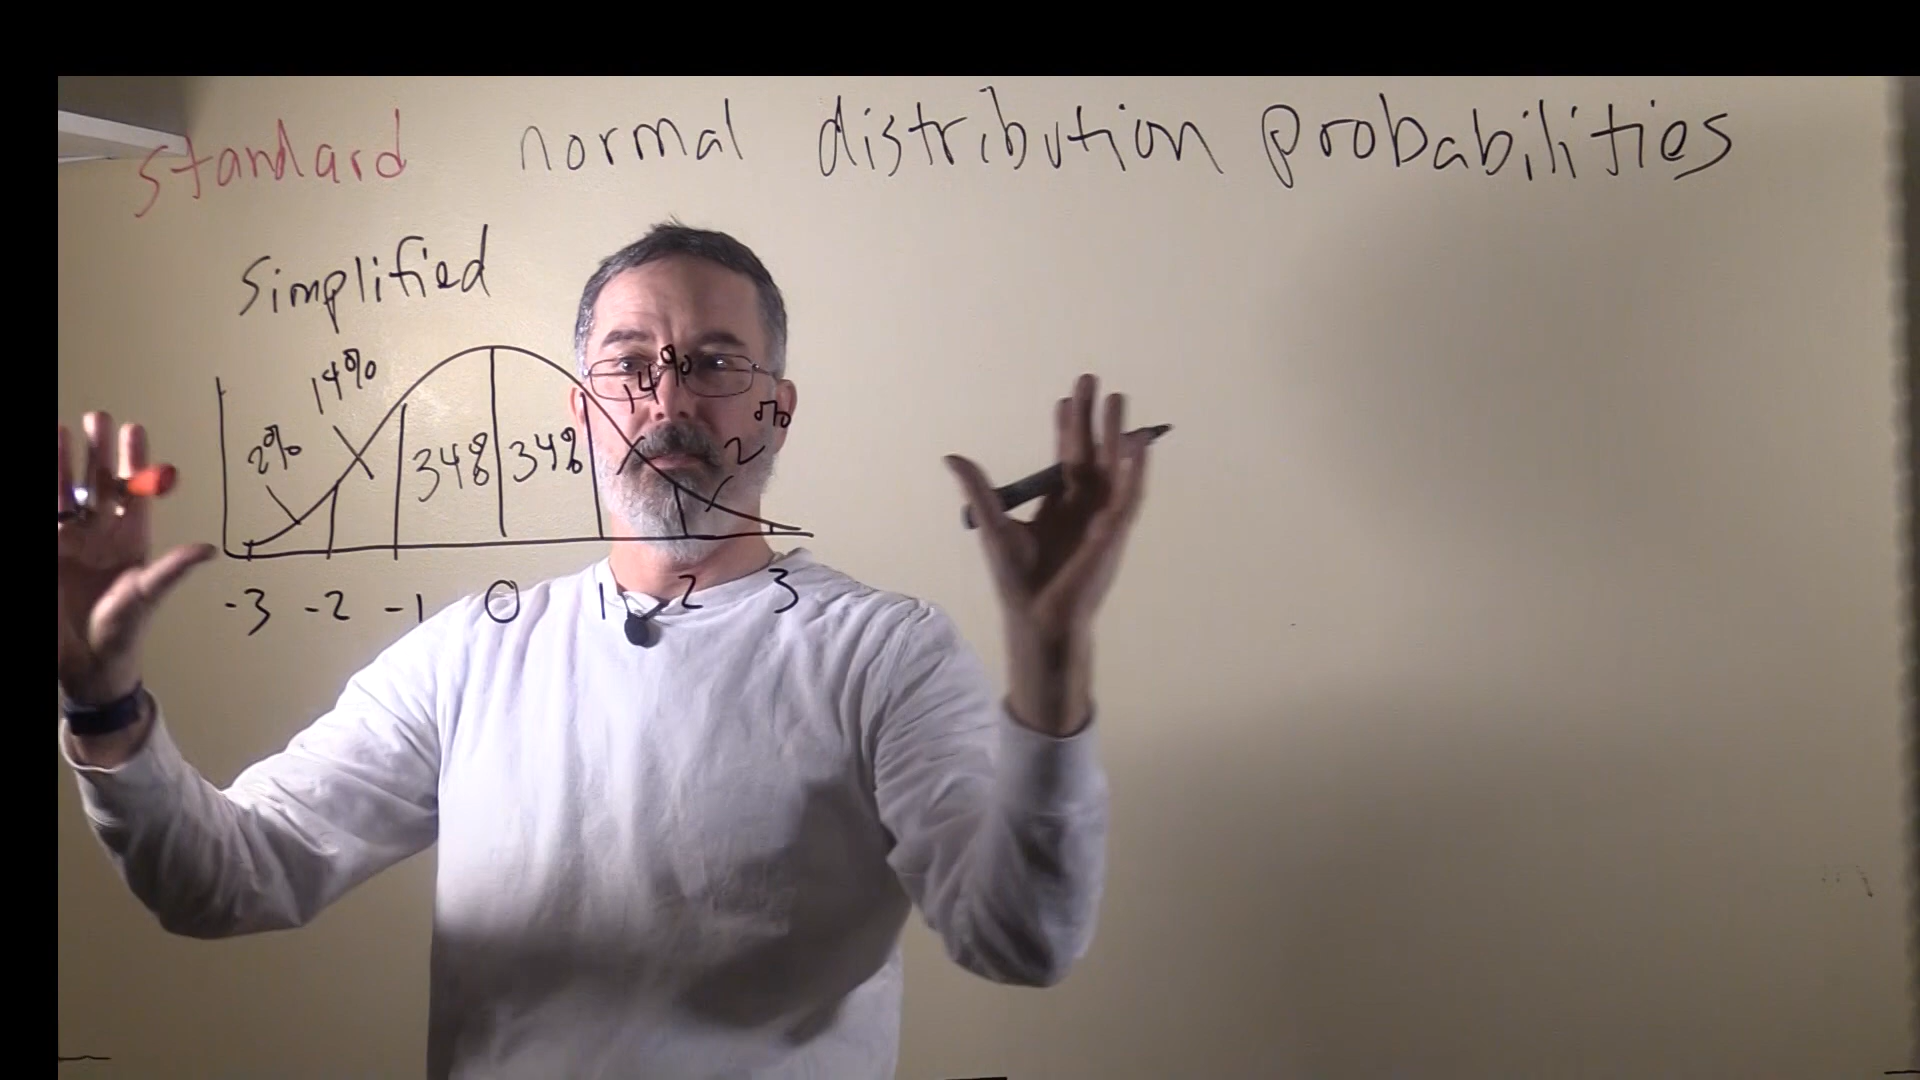 standard normal distribution probabilities
Simplified
14% 14%
2% 34% 34% 2%
-3 -2 -1 0 1 2 3